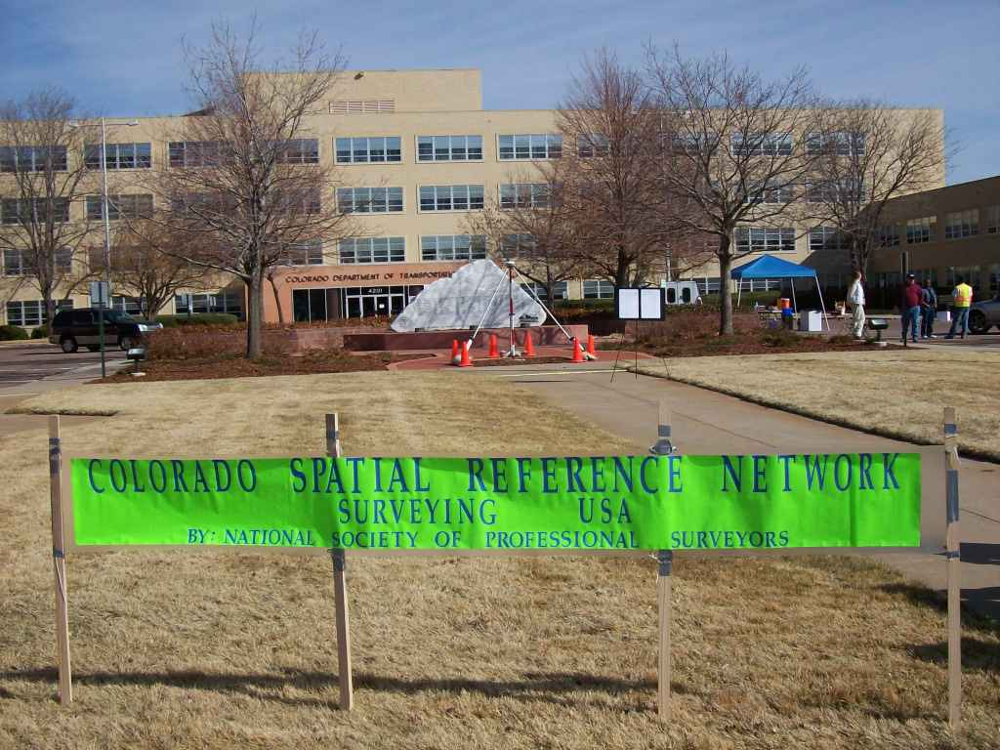 COLORADO DEPARTMENT OF TRANSPORTATION
4201
COLORADO SPATIAL REFERENCE NETWORK
SURVEYING USA
BY: NATIONAL SOCIETY OF PROFESSIONAL SURVEYORS